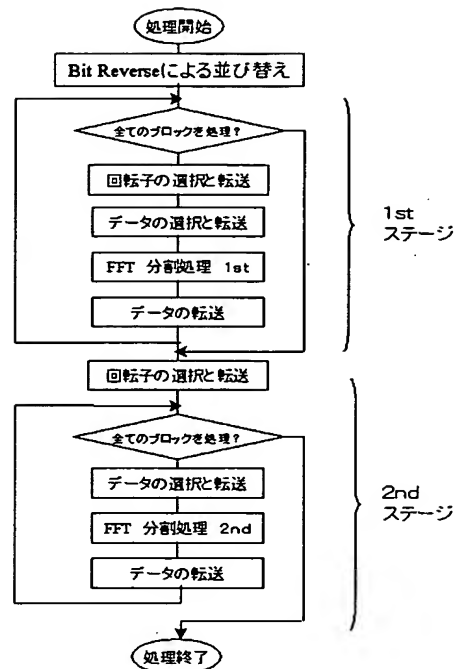 処理開始
Bit Reverseによる並び替え
全てのブロックを処理?
回転子の選択と転送
データの選択と転送
FFT 分割処理 1st
データの転送
1st
ステージ
回転子の選択と転送
全てのブロックを処理?
データの選択と転送
FFT 分割処理 2nd
データの転送
2nd
ステージ
処理終了